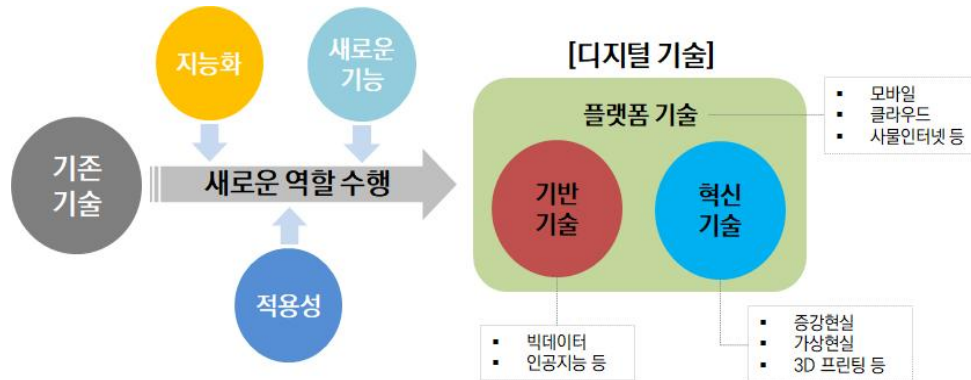 지능화
새로운
기능
[디지털 기술]
플랫폼 기술
▪ 모바일
▪ 클라우드
▪ 사물인터넷 등
기존
기술
새로운 역할 수행
기반
기술
혁신
기술
적용성
▪ 빅데이터
▪ 인공지능 등
▪ 증강현실
▪ 가상현실
▪ 3D 프린팅 등